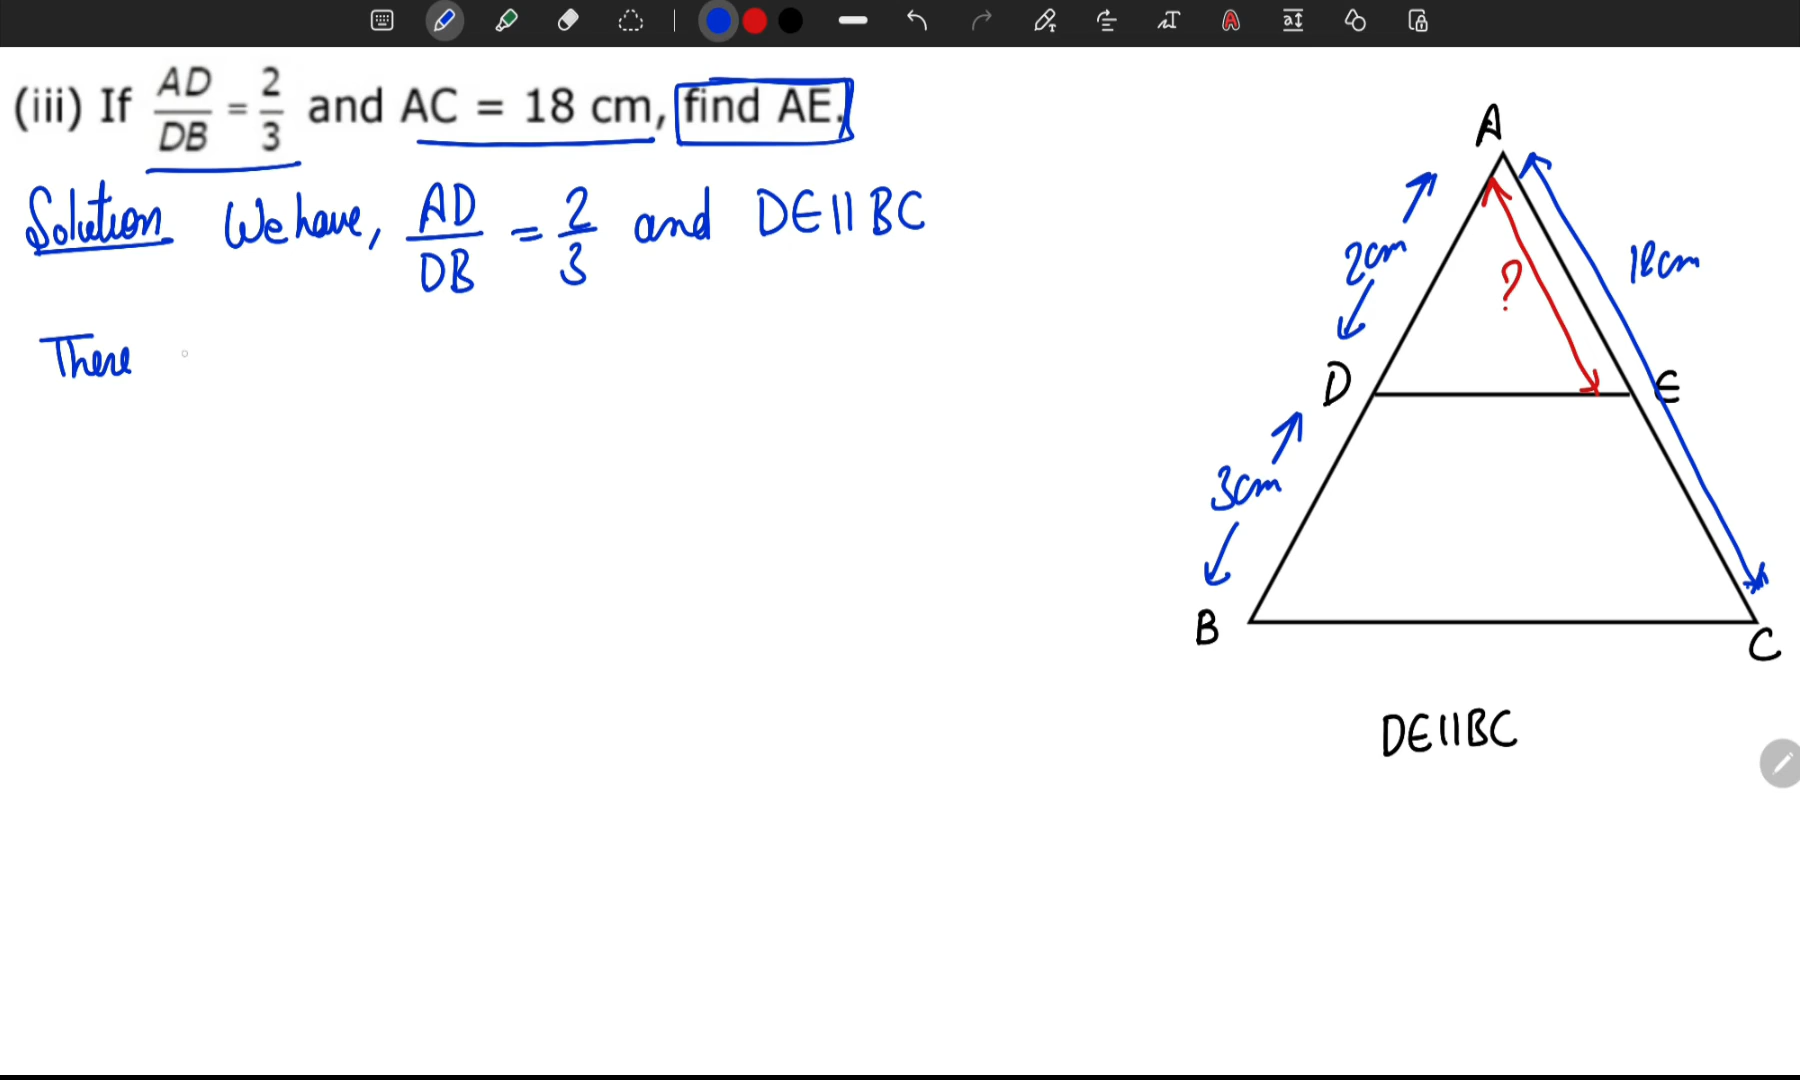 (iii) If AD/DB = 2/3 and AC = 18 cm, find AE.
Solution We have, AD/DB = 2/3 and DE||BC
There
A
2cm
18cm
?
D
E
3cm
B
C
DE||BC